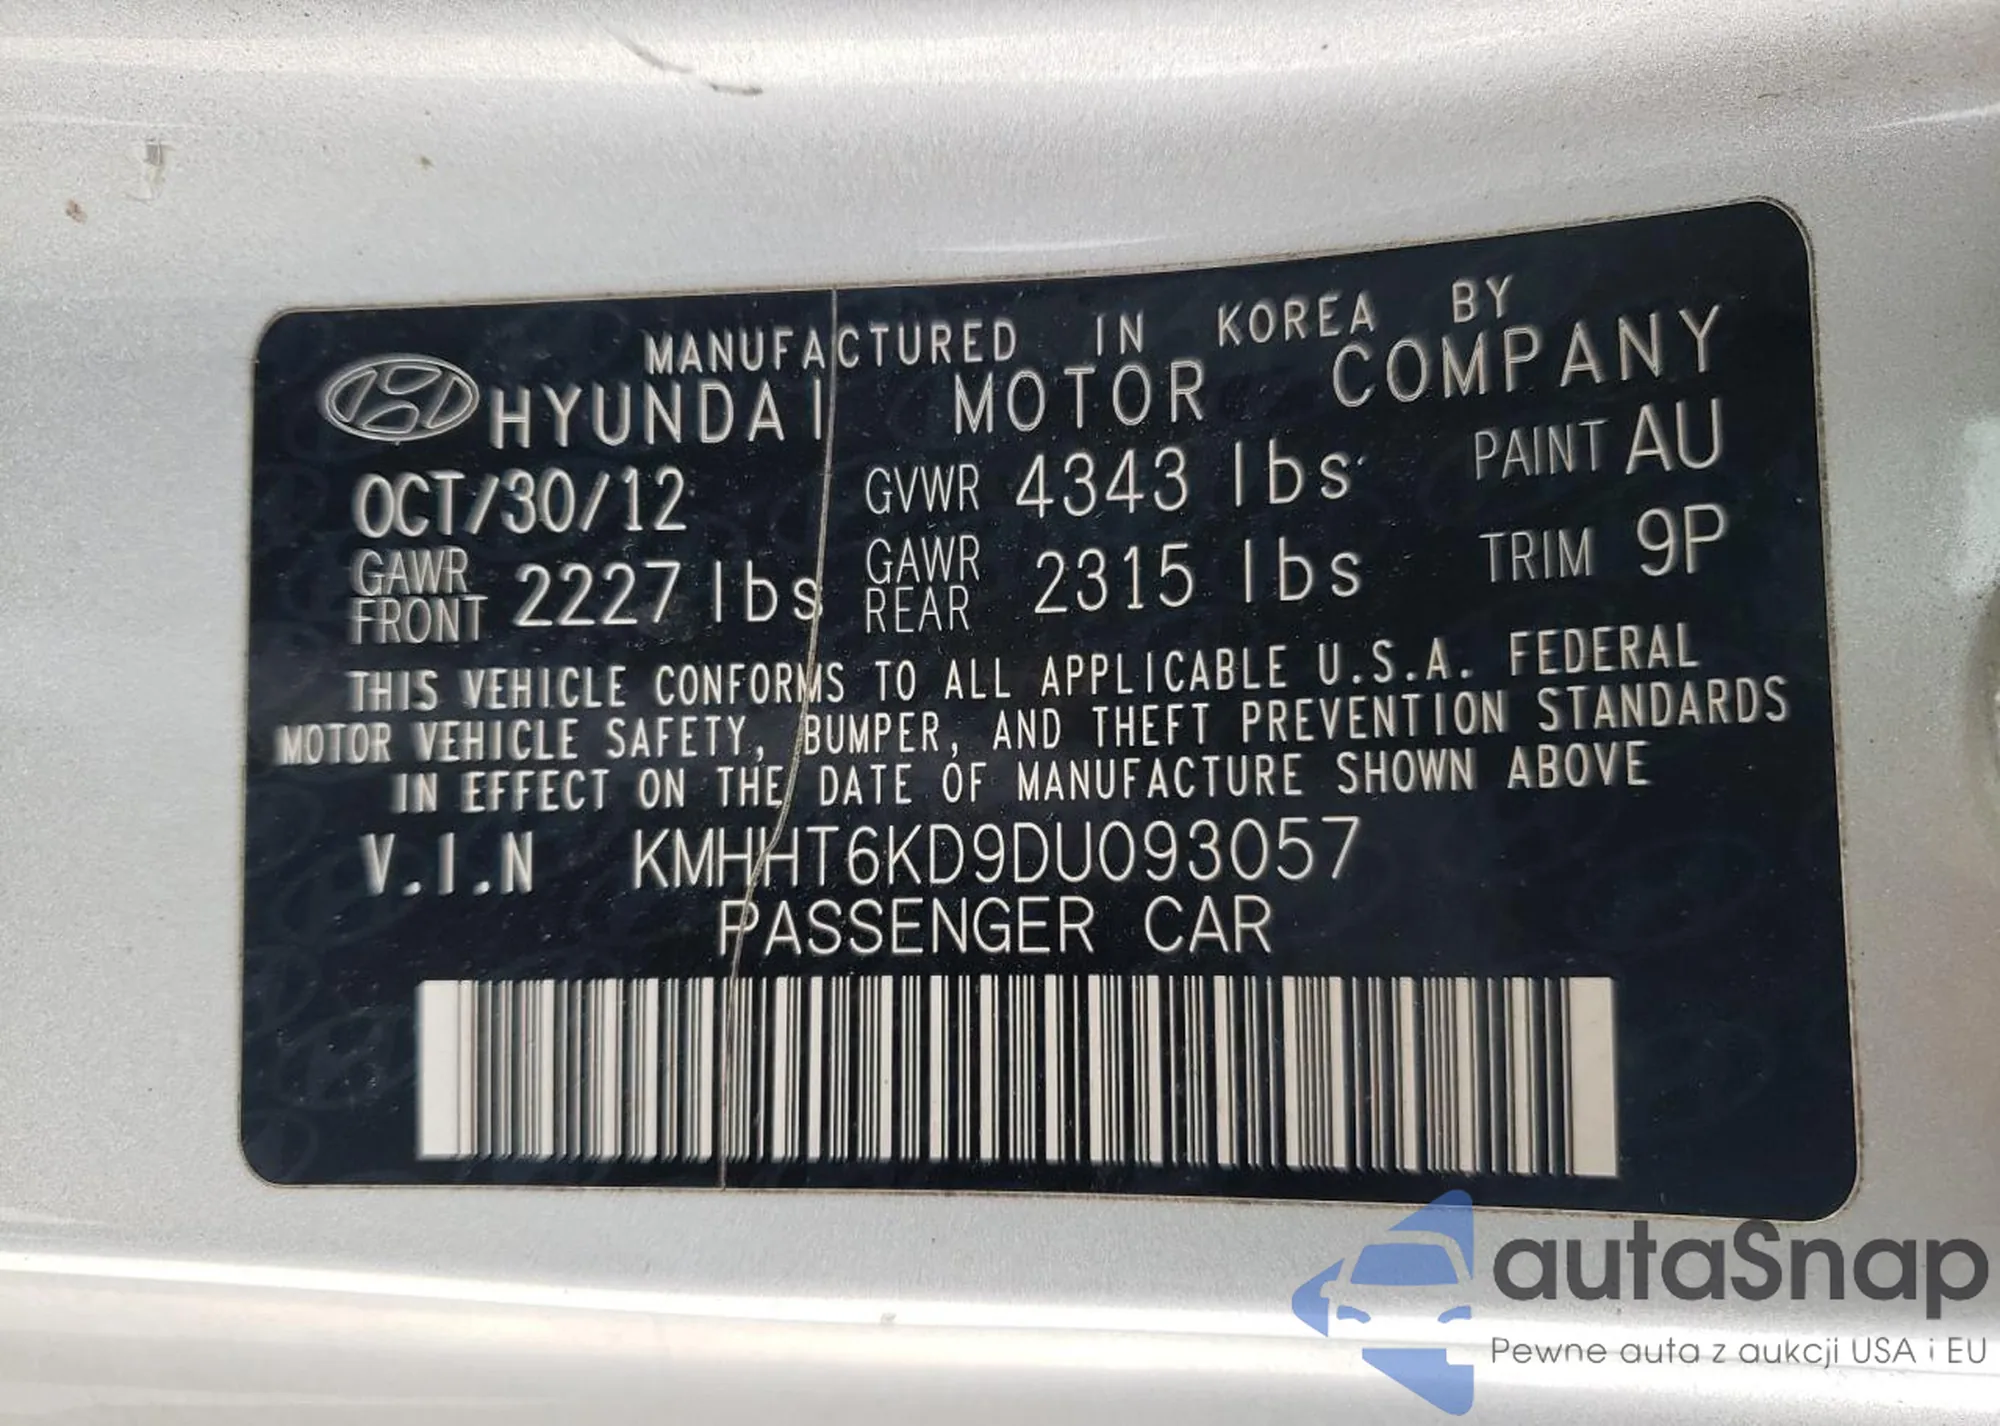 MANUFACTURED IN KOREA BY
HYUNDAI MOTOR COMPANY
OCT/30/12 GVWR 4343 lbs PAINT AU
GAWR FRONT 2227 lbs GAWR REAR 2315 lbs TRIM 9P
THIS VEHICLE CONFORMS TO ALL APPLICABLE U.S.A. FEDERAL
MOTOR VEHICLE SAFETY, BUMPER, AND THEFT PREVENTION STANDARDS
IN EFFECT ON THE DATE OF MANUFACTURE SHOWN ABOVE
V.I.N KMHHT6KD9DU093057
PASSENGER CAR
autaSnap
Pewne auta z aukcji USA i EU